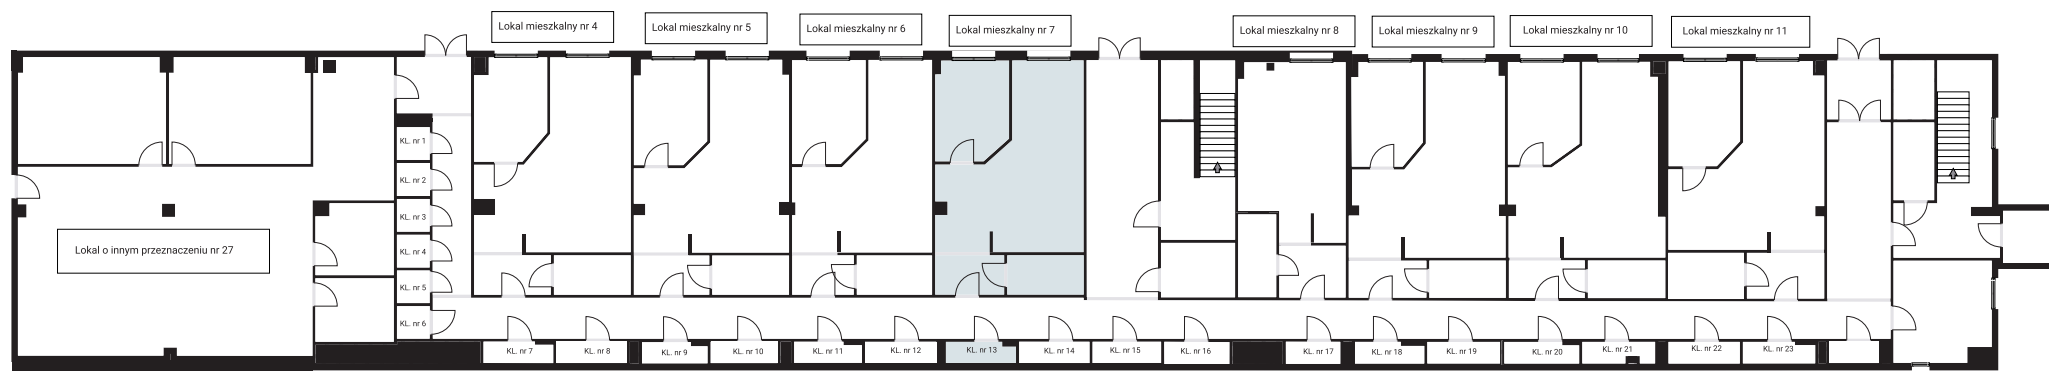 Lokal mieszkalny nr 4
Lokal mieszkalny nr 5
Lokal mieszkalny nr 6
Lokal mieszkalny nr 7
Lokal mieszkalny nr 8
Lokal mieszkalny nr 9
Lokal mieszkalny nr 10
Lokal mieszkalny nr 11
KL. nr 1
KL. nr 2
KL. nr 3
KL. nr 4
KL. nr 5
KL. nr 6
Lokal o innym przeznaczeniu nr 27
KL. nr 7
KL. nr 8
KL. nr 9
KL. nr 10
KL. nr 11
KL. nr 12
KL. nr 13
KL. nr 14
KL. nr 15
KL. nr 16
KL. nr 17
KL. nr 18
KL. nr 19
KL. nr 20
KL. nr 21
KL. nr 22
KL. nr 23